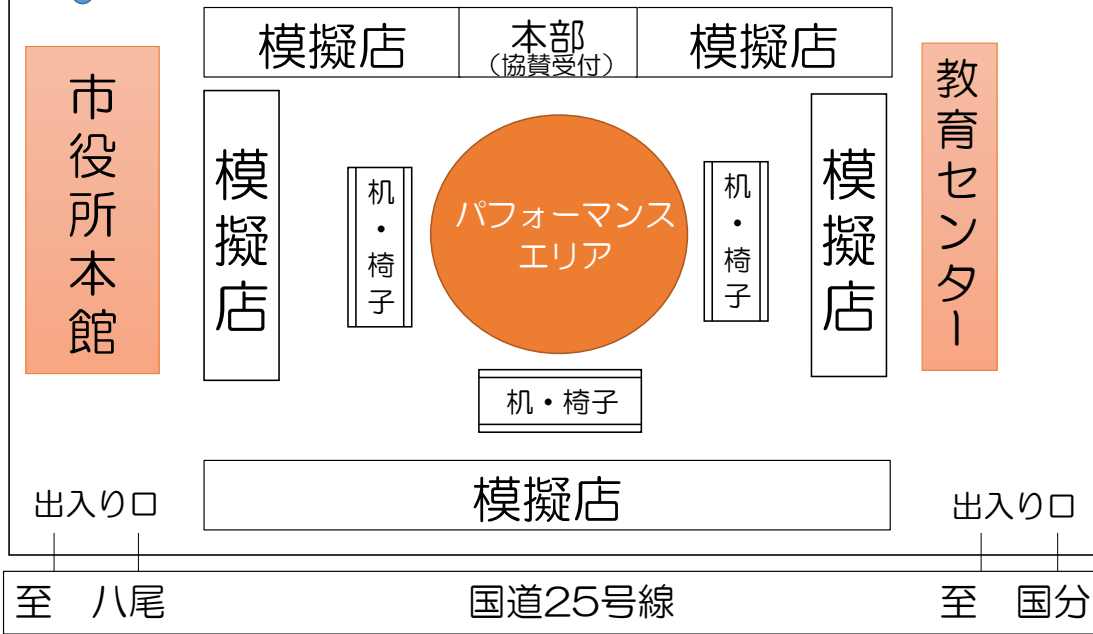 模擬店
本部
（協賛受付）
模擬店
市役所本館
模擬店
机・椅子
パフォーマンス
エリア
机・椅子
模擬店
教育センター
机・椅子
模擬店
出入り口
出入り口
至　八尾
国道25号線
至　国分